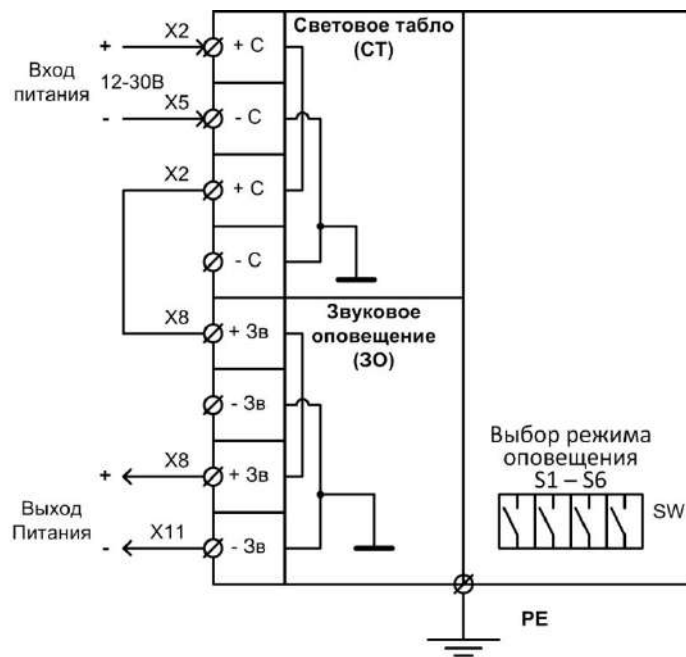 Световое табло
(СТ)
X2
+ С
+
Вход
питания
12-30В
X5
-
- С
X2
+ С
- С
Звуковое
оповещение
(ЗО)
X8
+ Зв
- Зв
Выбор режима
оповещения
S1 – S6
SW
X8
+
+ Зв
Выход
Питания
X11
-
- Зв
PE